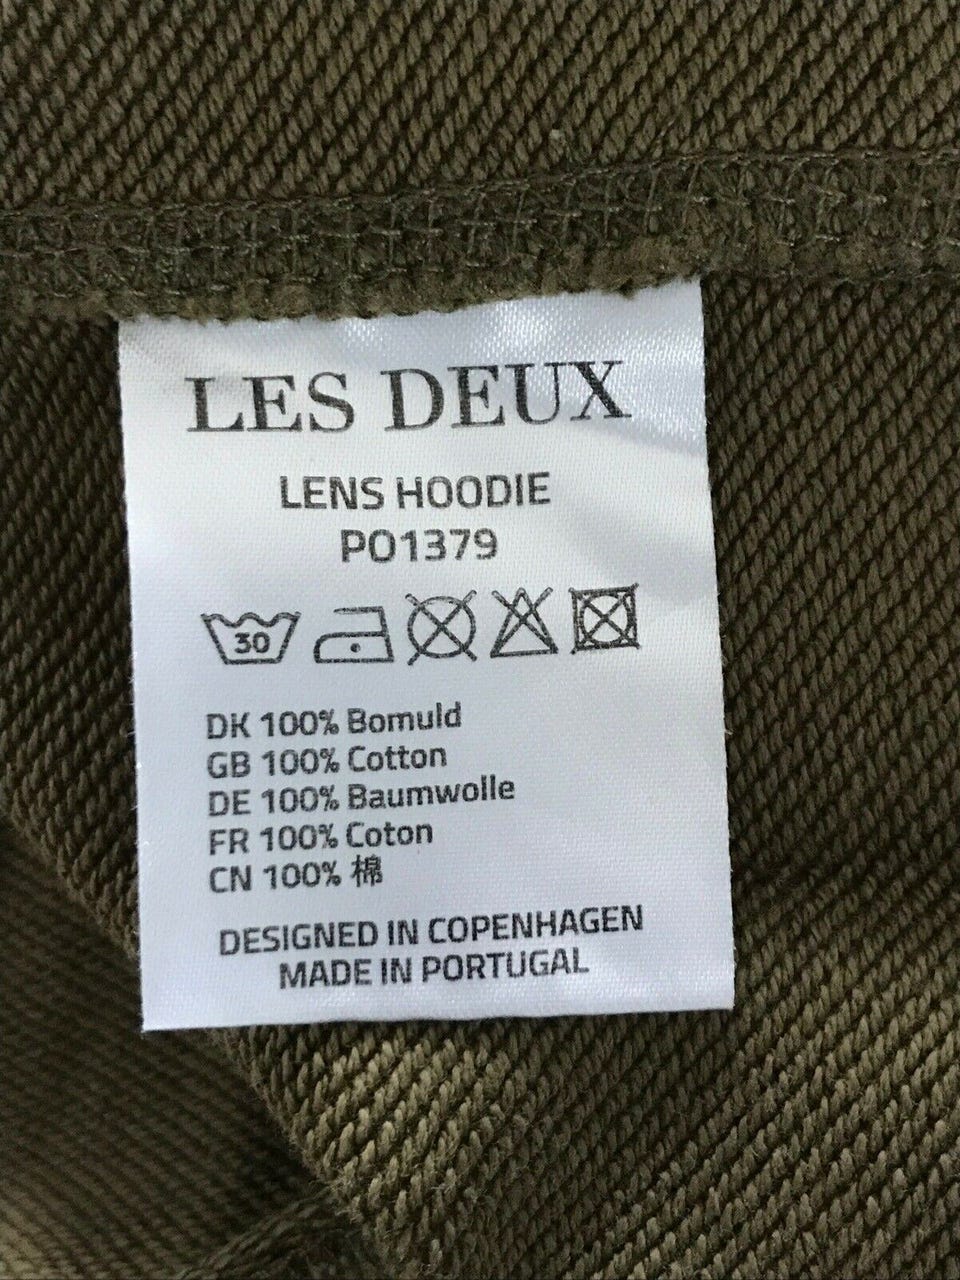 LES DEUX
LENS HOODIE
PO1379
30
DK 100% Bomuld
GB 100% Cotton
DE 100% Baumwolle
FR 100% Coton
CN 100% 棉
DESIGNED IN COPENHAGEN
MADE IN PORTUGAL